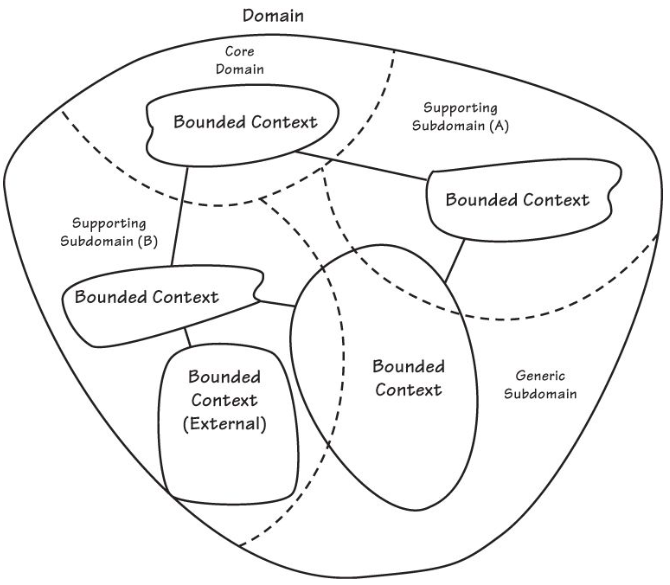 Domain
Core
Domain
Bounded Context
Supporting
Subdomain (A)
Bounded Context
Supporting
Subdomain (B)
Bounded Context
Bounded
Context
(External)
Bounded
Context
Generic
Subdomain